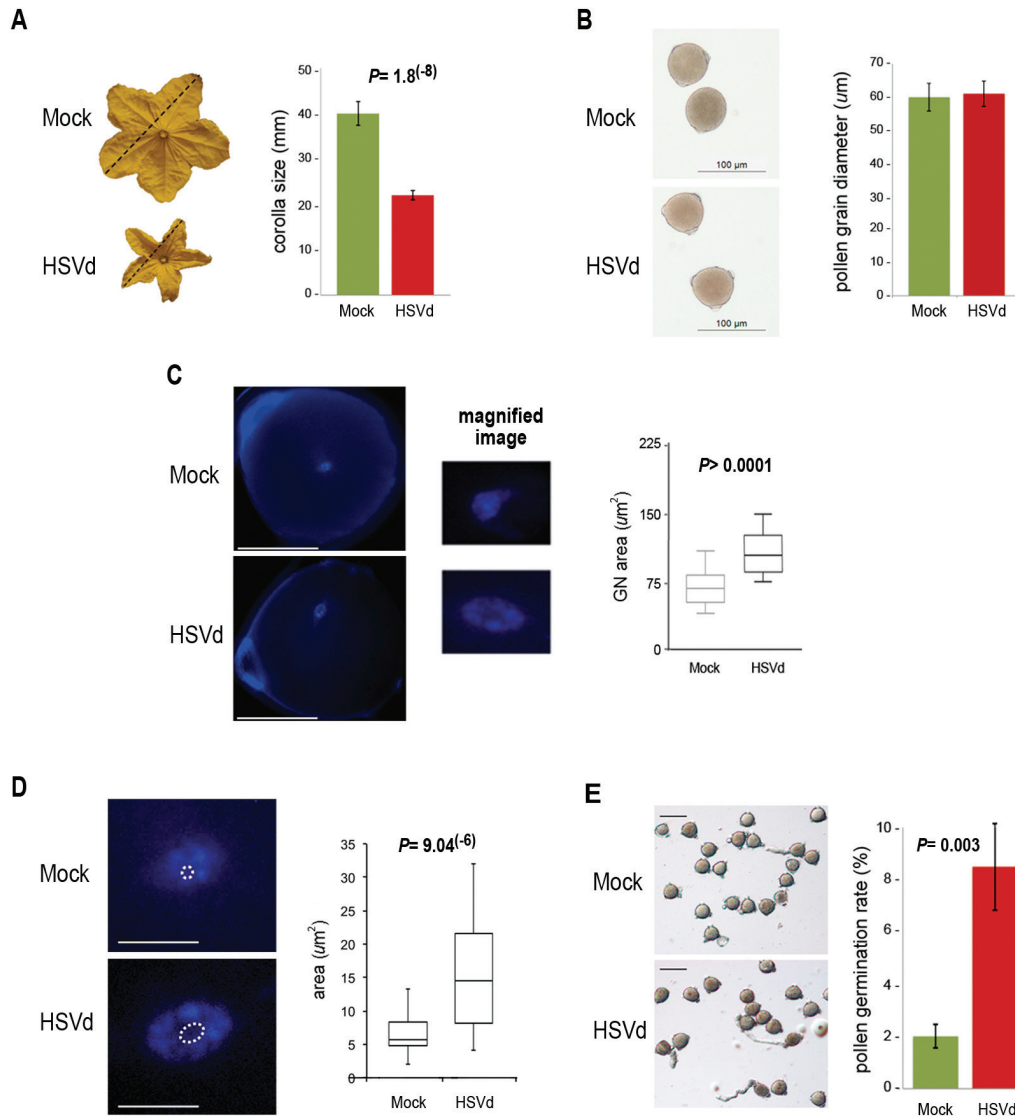 A
Mock
HSVd
corolla size (mm)
50
40
30
20
10
0
P= 1.8(-8)
Mock HSVd
B
Mock
100 µm
HSVd
100 µm
pollen grain diameter (um)
70
60
50
40
30
20
10
0
Mock HSVd
C
Mock
HSVd
magnified
image
GN area (um2)
225
150
75
0
P> 0.0001
Mock HSVd
D
Mock
HSVd
area (um2)
35
30
25
20
15
10
5
0
P= 9.04(-6)
Mock HSVd
E
Mock
HSVd
pollen germination rate (%)
10
8
6
4
2
0
P= 0.003
Mock HSVd